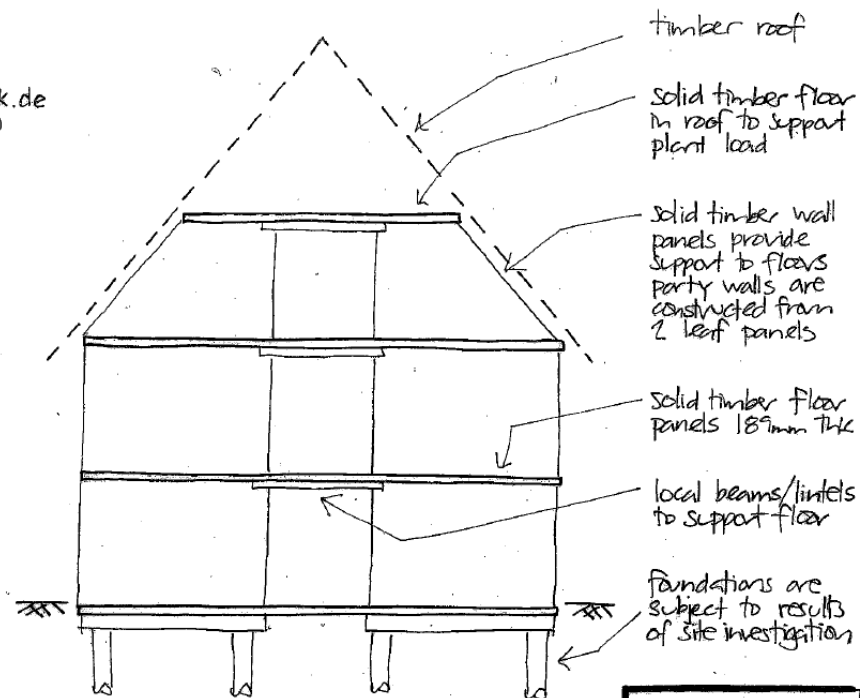 k.de
timber roof
solid timber floor
in roof to support
plant load
solid timber wall
panels provide
support to floors
party walls are
constructed from
2 leaf panels
solid timber floor
panels 189mm thk
local beams/lintels
to support floor
foundations are
subject to results
of site investigation